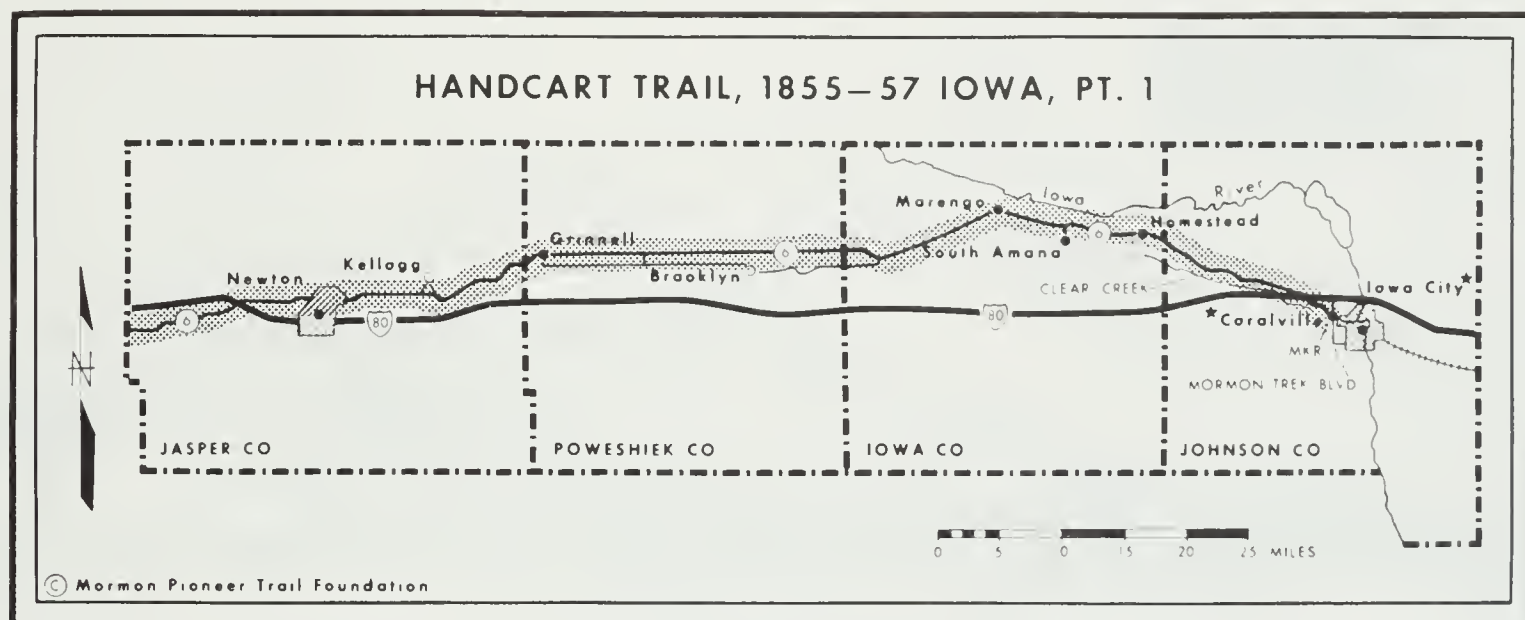 HANDCART TRAIL, 1855–57 IOWA, PT. 1
Iowa
River
Marengo
Homestead
Grinnell
6
6
South Amana
Kellogg
Newton
Brooklyn
CLEAR CREEK
Iowa City
80
Coralville
6
80
MKR
N
MORMON TREK BLVD
JASPER CO
POWESHIEK CO
IOWA CO
JOHNSON CO
0 5 0 15 20 25 MILES
© Mormon Pioneer Trail Foundation